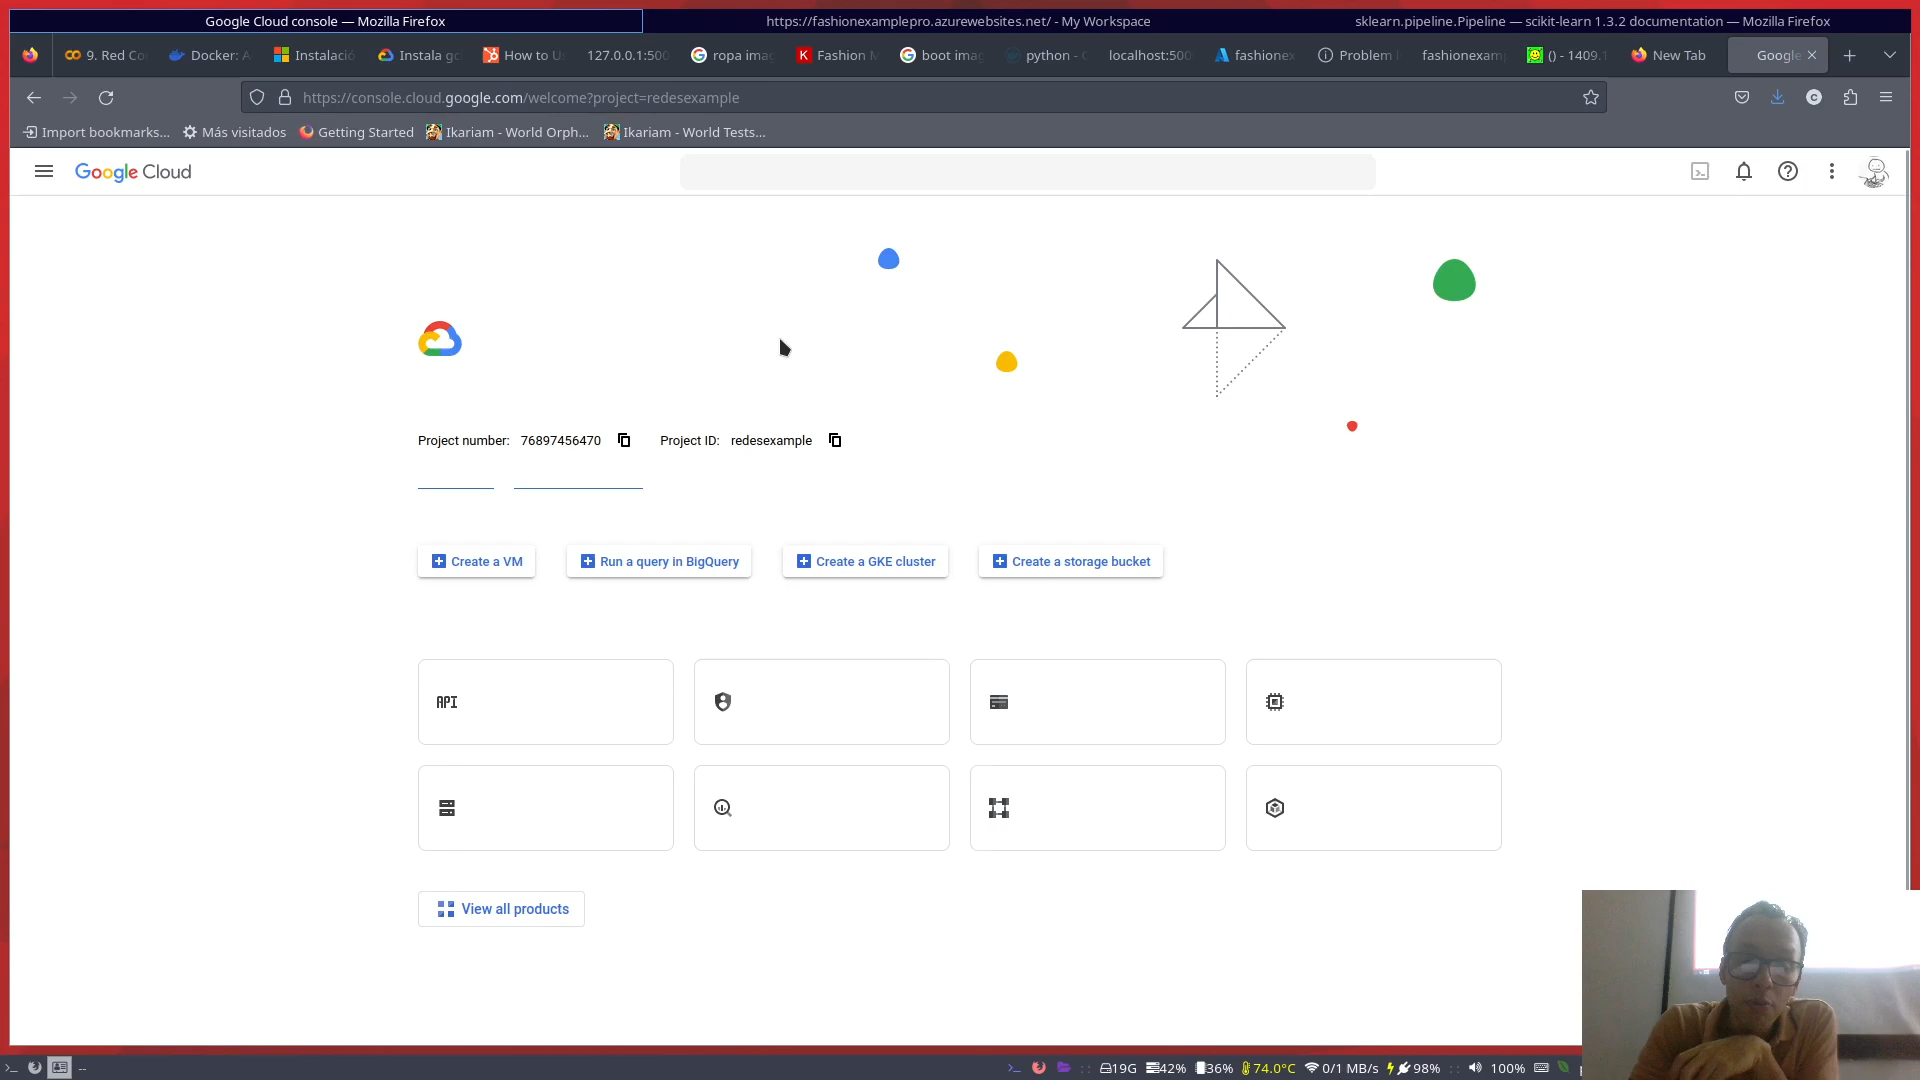 Google Cloud console — Mozilla Firefox
https://fashionexamplepro.azurewebsites.net/ - My Workspace
sklearn.pipeline.Pipeline — scikit-learn 1.3.2 documentation — Mozilla Firefox
9. Red Co
Docker: A
Instalació
Instala gc
How to Us
127.0.0.1:500
ropa imag
Fashion M
boot imag
python - C
localhost:500
fashionex
Problem l
fashionexam
() - 1409.1
New Tab
Google
https://console.cloud.google.com/welcome?project=redesexample
Import bookmarks...
Más visitados
Getting Started
Ikariam - World Orph...
Ikariam - World Tests...
Google Cloud
Project number: 76897456470
Project ID: redesexample
Create a VM
Run a query in BigQuery
Create a GKE cluster
Create a storage bucket
API
View all products
--
19G 42% 36% 74.0°C 0/1 MB/s 98% 100%